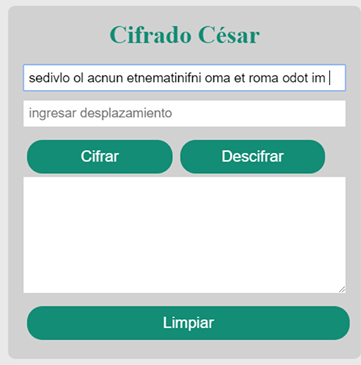 Cifrado César
sedivlo ol acnun etnematinifni oma et roma odot im
ingresar desplazamiento
Cifrar
Descifrar
Limpiar